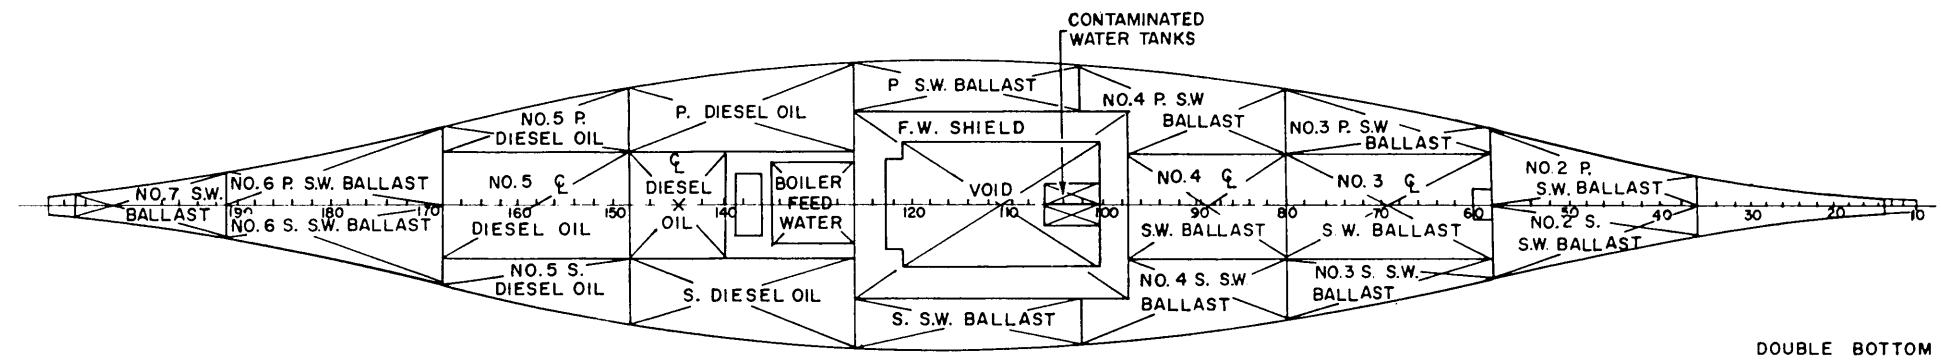 CONTAMINATED
WATER TANKS
P S.W. BALLAST
NO.5 P.
DIESEL OIL
P. DIESEL OIL
F.W. SHIELD
NO.4 P. S.W
BALLAST
NO.3 P. S.W
BALLAST
NO.7 S.W.
BALLAST
NO.6 P. S.W. BALLAST
NO.6 S. S.W. BALLAST
NO.5 ℄
DIESEL OIL
℄
DIESEL
OIL
BOILER
FEED
WATER
VOID
NO.4 ℄
S.W. BALLAST
NO.3 ℄
S.W. BALLAST
NO.2 P.
S.W. BALLAST
NO.2 S.
S.W. BALLAST
190 180 170 160 150 140 120 110 100 90 80 70 60 50 40 30 20 10
NO.5 S.
DIESEL OIL
S. DIESEL OIL
S. S.W. BALLAST
NO.4 S. S.W.
BALLAST
NO.3 S. S.W.
BALLAST
DOUBLE BOTTOM